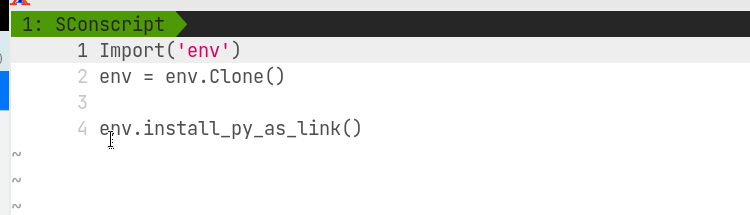 1: SConscript
1 Import('env')
2 env = env.Clone()
3
4 env.install_py_as_link()
~
~
~